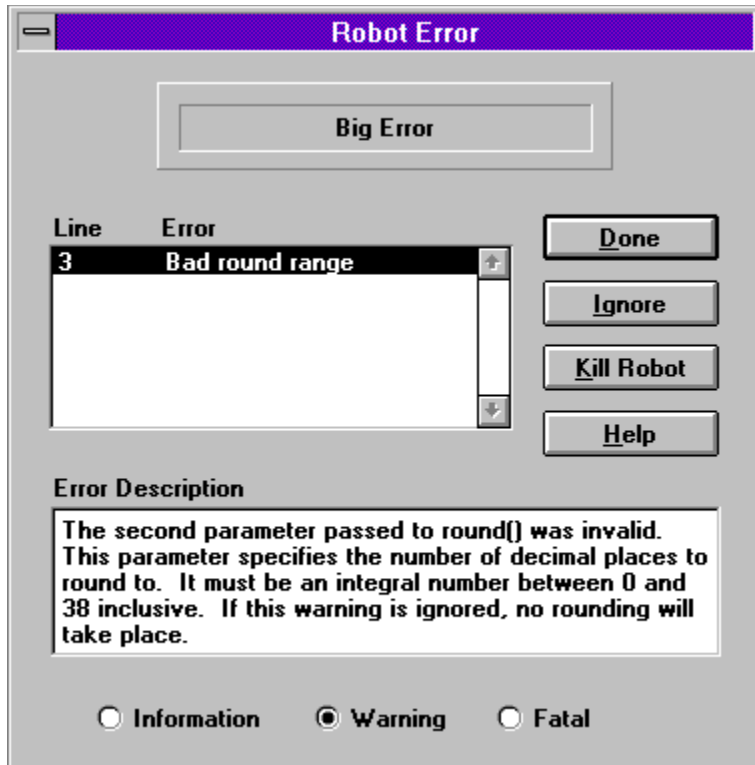 Robot Error
Big Error
Line Error
3 Bad round range
Done
Ignore
Kill Robot
Help
Error Description
The second parameter passed to round() was invalid.
This parameter specifies the number of decimal places to
round to.  It must be an integral number between 0 and
38 inclusive.  If this warning is ignored, no rounding will
take place.
Information Warning Fatal